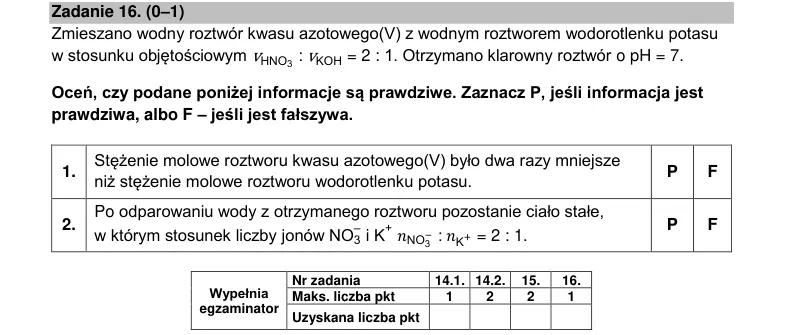 Zadanie 16. (0–1)
Zmieszano wodny roztwór kwasu azotowego(V) z wodnym roztworem wodorotlenku potasu
w stosunku objętościowym v_HNO₃ : v_KOH = 2 : 1. Otrzymano klarowny roztwór o pH = 7.
Oceń, czy podane poniżej informacje są prawdziwe. Zaznacz P, jeśli informacja jest
prawdziwa, albo F – jeśli jest fałszywa.
1. Stężenie molowe roztworu kwasu azotowego(V) było dwa razy mniejsze P F
niż stężenie molowe roztworu wodorotlenku potasu.
2. Po odparowaniu wody z otrzymanego roztworu pozostanie ciało stałe, P F
w którym stosunek liczby jonów NO₃⁻ i K⁺ n_NO₃⁻ : n_K⁺ = 2 : 1.
Wypełnia egzaminator
Nr zadania 14.1. 14.2. 15. 16.
Maks. liczba pkt 1 2 2 1
Uzyskana liczba pkt